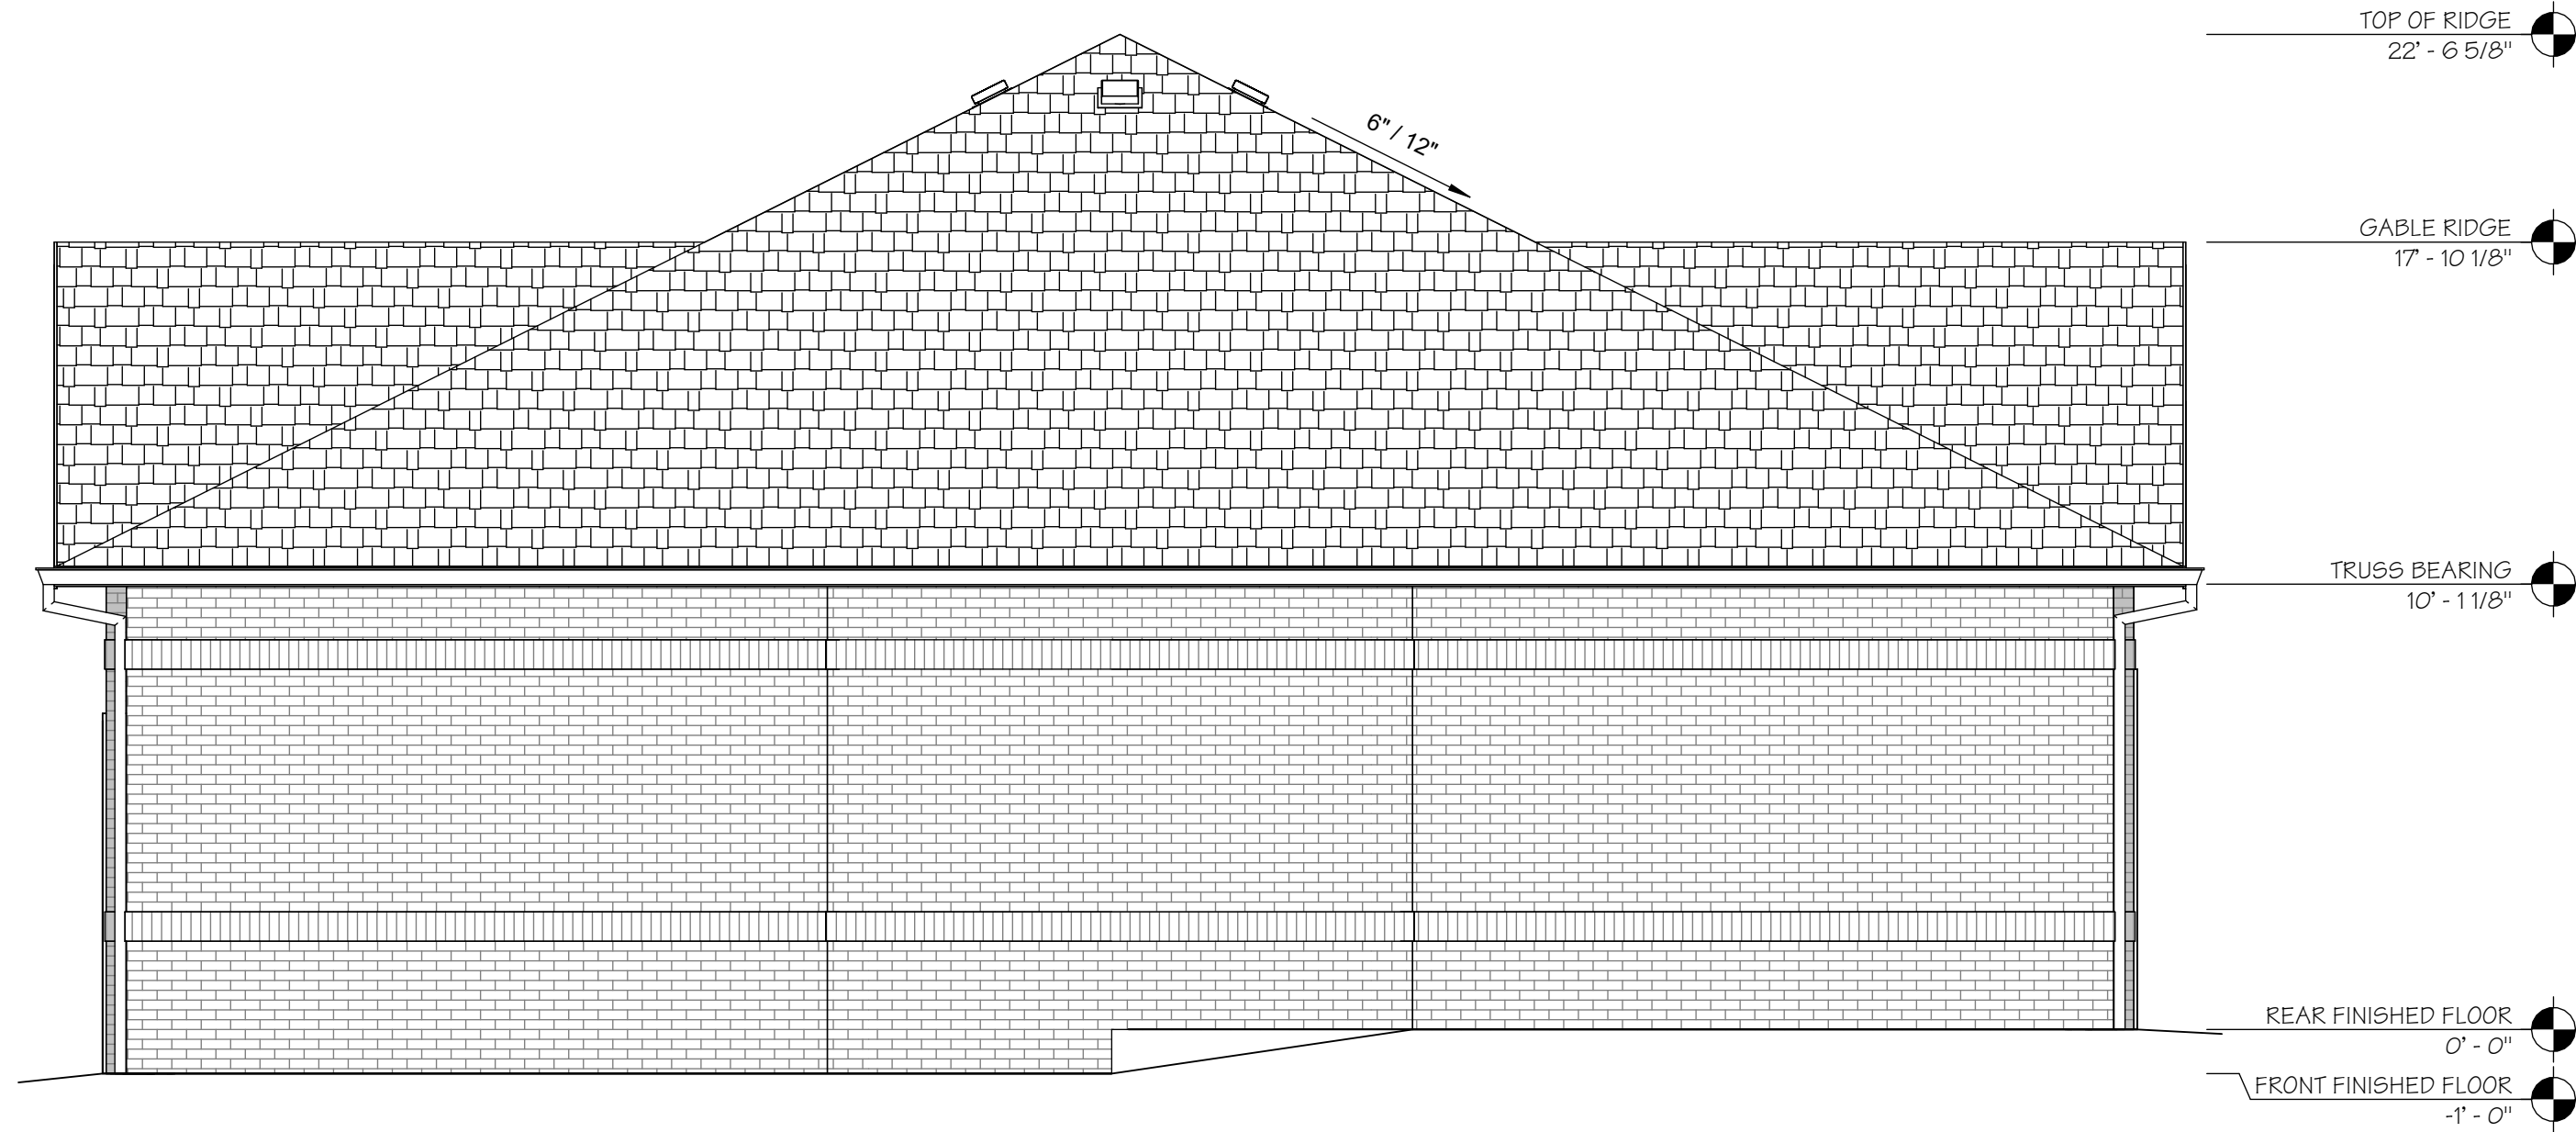 TOP OF RIDGE
22' - 6 5/8"
6" / 12"
GABLE RIDGE
17' - 10 1/8"
TRUSS BEARING
10' - 1 1/8"
REAR FINISHED FLOOR
0' - 0"
FRONT FINISHED FLOOR
-1' - 0"